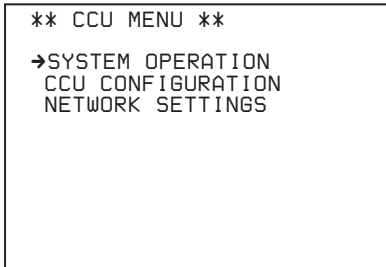 ** CCU MENU **
→SYSTEM OPERATION
CCU CONFIGURATION
NETWORK SETTINGS